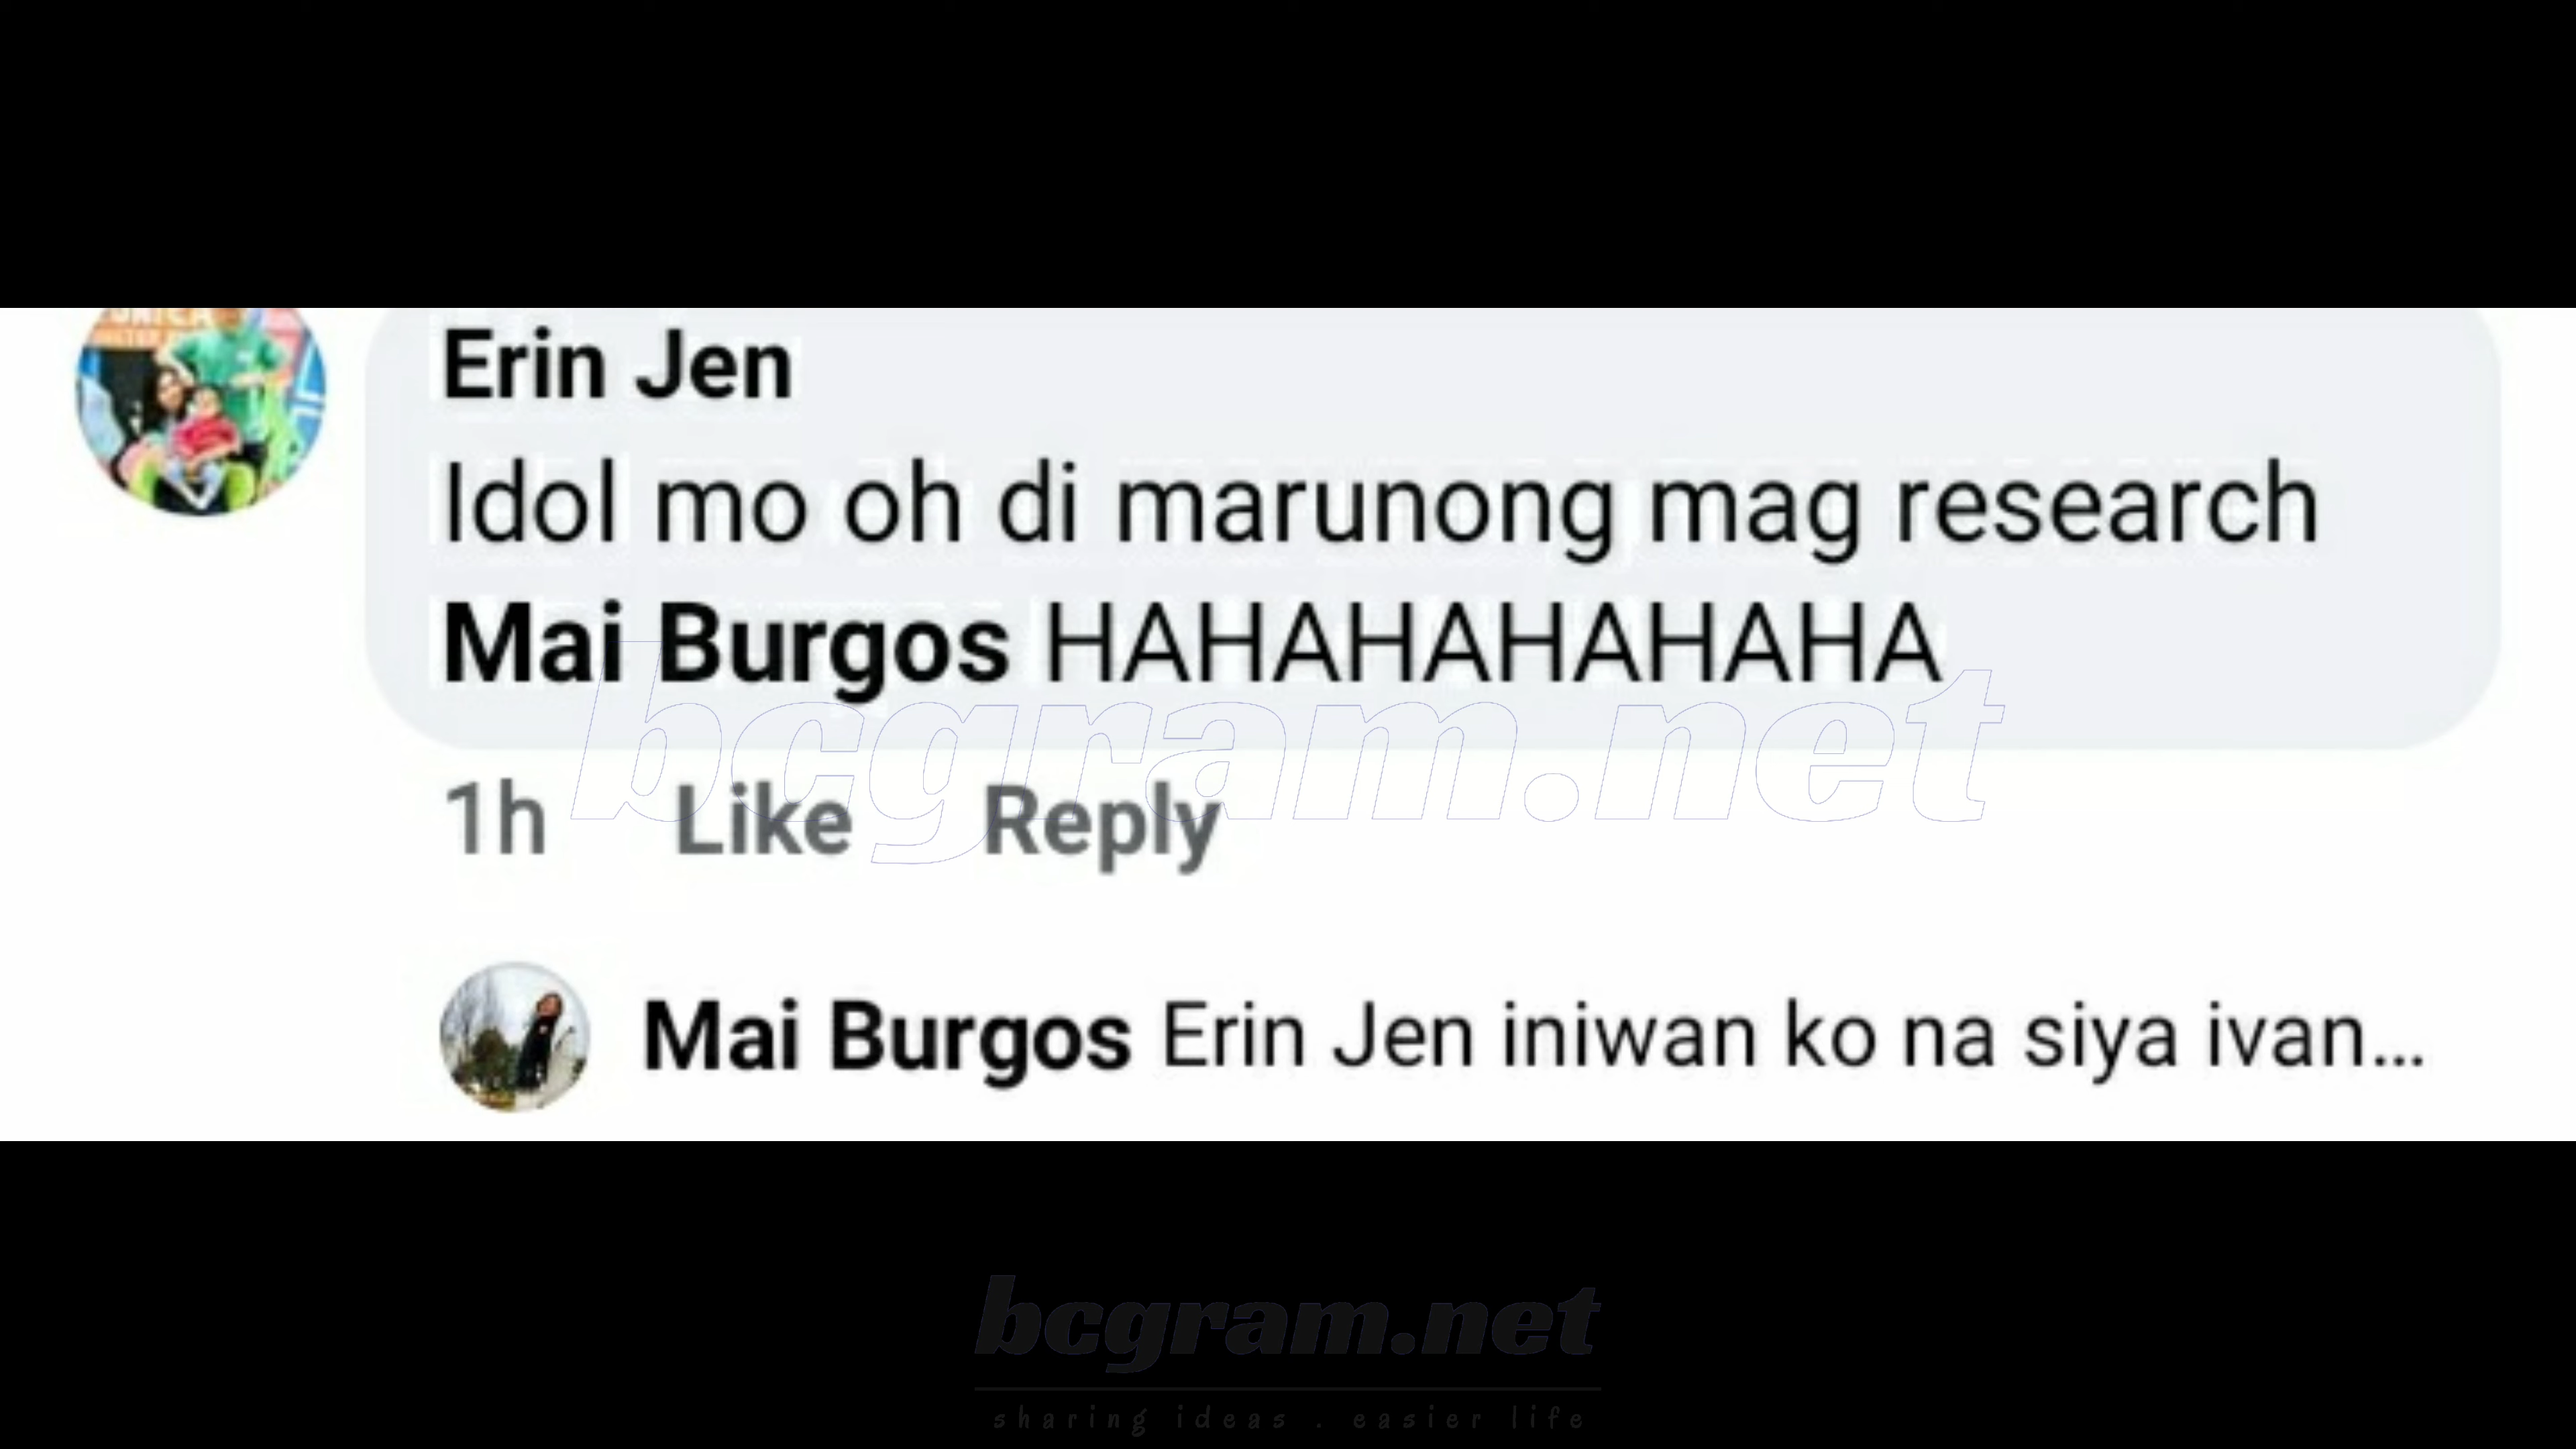 Erin Jen
Idol mo oh di marunong mag research
Mai Burgos HAHAHAHAHAHA
bcgram.net
1h Like Reply
Mai Burgos Erin Jen iniwan ko na siya ivan...
bcgram.net
sharing ideas . easier life